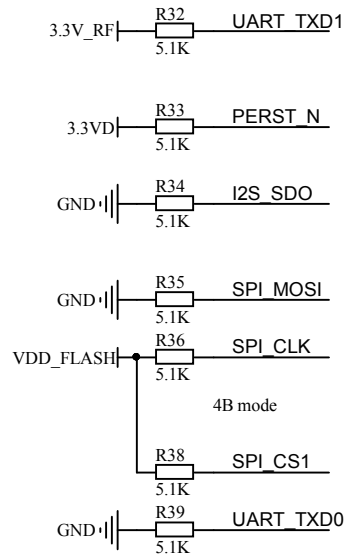 R32 UART_TXD1
3.3V_RF
5.1K
R33 PERST_N
3.3VD
5.1K
R34 I2S_SDO
GND
5.1K
R35 SPI_MOSI
GND
5.1K
R36 SPI_CLK
VDD_FLASH
5.1K
4B mode
R38 SPI_CS1
5.1K
R39 UART_TXD0
GND
5.1K